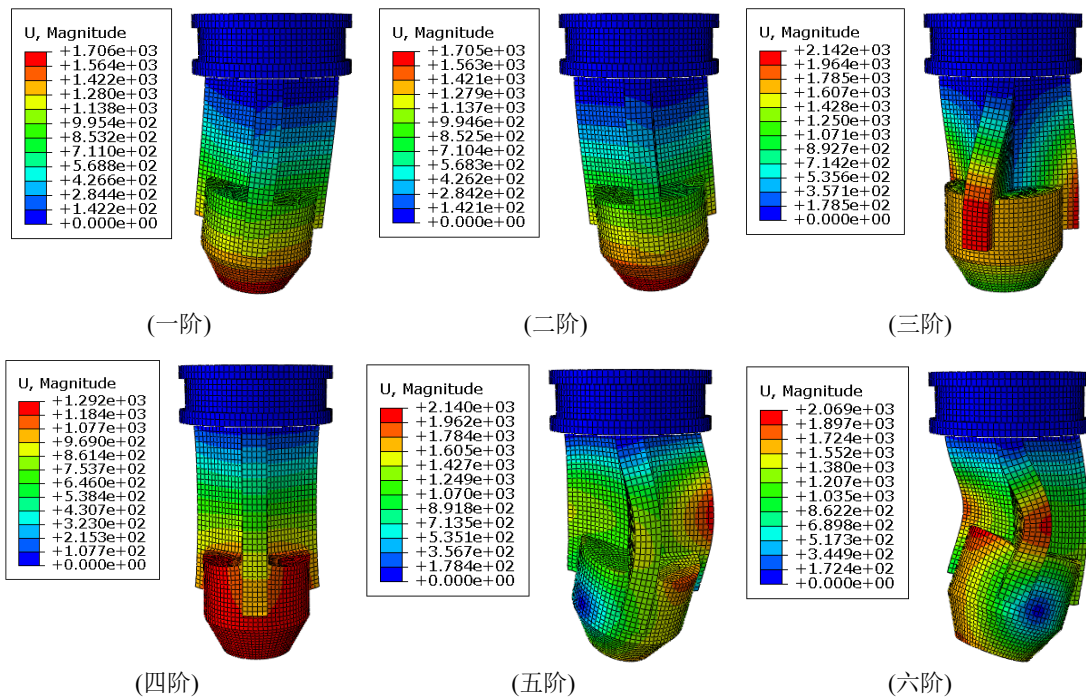 U, Magnitude
+1.706e+03
+1.564e+03
+1.422e+03
+1.280e+03
+1.138e+03
+9.954e+02
+8.532e+02
+7.110e+02
+5.688e+02
+4.266e+02
+2.844e+02
+1.422e+02
+0.000e+00
(一阶)
U, Magnitude
+1.705e+03
+1.563e+03
+1.421e+03
+1.279e+03
+1.137e+03
+9.946e+02
+8.525e+02
+7.104e+02
+5.683e+02
+4.262e+02
+2.842e+02
+1.421e+02
+0.000e+00
(二阶)
U, Magnitude
+2.142e+03
+1.964e+03
+1.785e+03
+1.607e+03
+1.428e+03
+1.250e+03
+1.071e+03
+8.927e+02
+7.142e+02
+5.356e+02
+3.571e+02
+1.785e+02
+0.000e+00
(三阶)
U, Magnitude
+1.292e+03
+1.184e+03
+1.077e+03
+9.690e+02
+8.614e+02
+7.537e+02
+6.460e+02
+5.384e+02
+4.307e+02
+3.230e+02
+2.153e+02
+1.077e+02
+0.000e+00
(四阶)
U, Magnitude
+2.140e+03
+1.962e+03
+1.784e+03
+1.605e+03
+1.427e+03
+1.249e+03
+1.070e+03
+8.918e+02
+7.135e+02
+5.351e+02
+3.567e+02
+1.784e+02
+0.000e+00
(五阶)
U, Magnitude
+2.069e+03
+1.897e+03
+1.724e+03
+1.552e+03
+1.380e+03
+1.207e+03
+1.035e+03
+8.622e+02
+6.898e+02
+5.173e+02
+3.449e+02
+1.724e+02
+0.000e+00
(六阶)